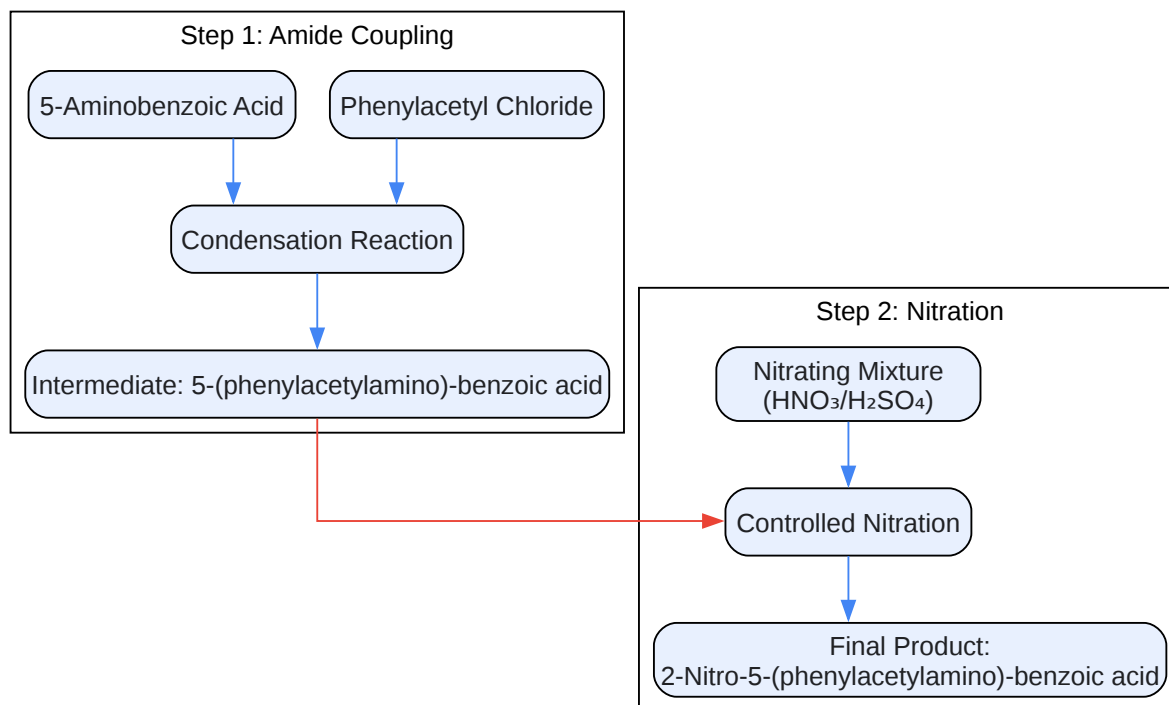 Step 1: Amide Coupling
5-Aminobenzoic Acid
Phenylacetyl Chloride
Condensation Reaction
Intermediate: 5-(phenylacetylamino)-benzoic acid
Step 2: Nitration
Nitrating Mixture
(HNO₃/H₂SO₄)
Controlled Nitration
Final Product:
2-Nitro-5-(phenylacetylamino)-benzoic acid